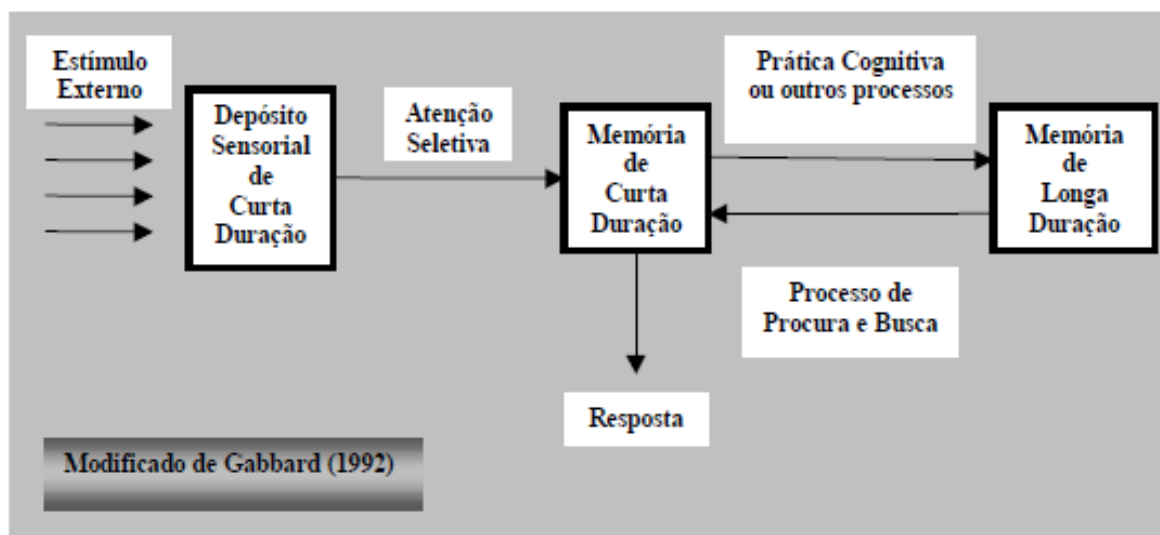 Estímulo
Externo
Depósito
Sensorial
de
Curta
Duração
Atenção
Seletiva
Memória
de
Curta
Duração
Prática Cognitiva
ou outros processos
Memória
de
Longa
Duração
Processo de
Procura e Busca
Resposta
Modificado de Gabbard (1992)